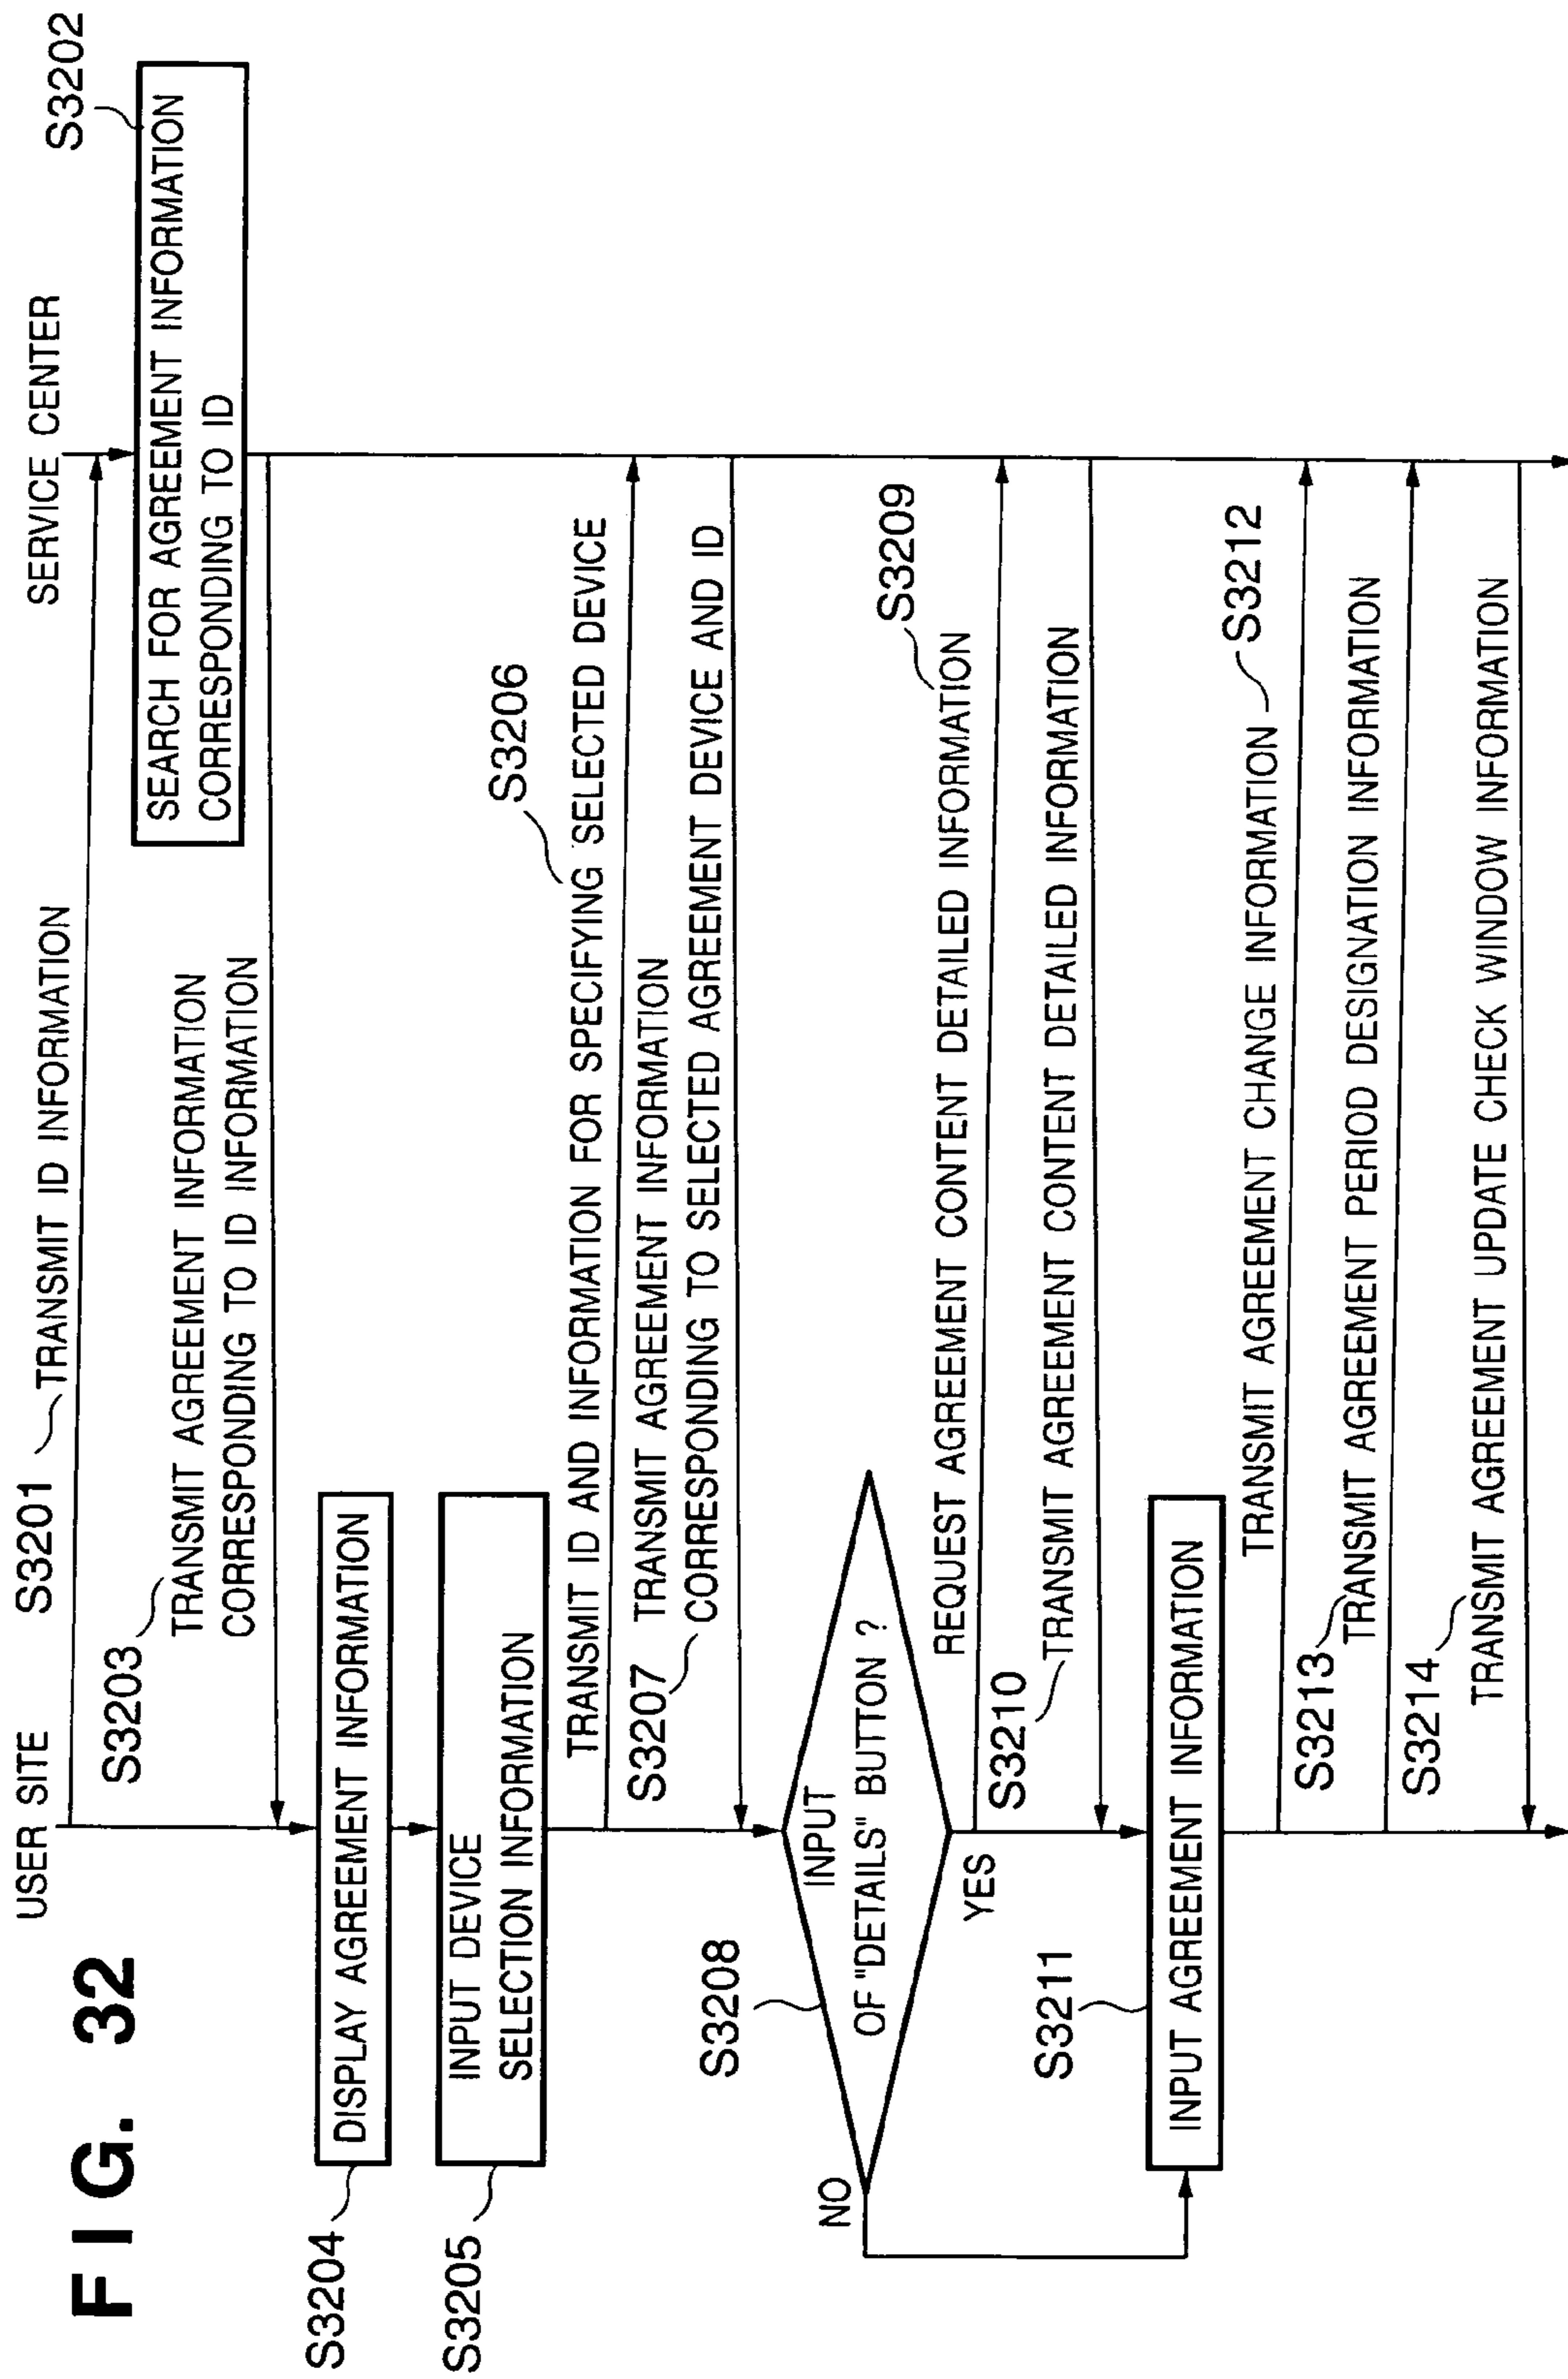 FIG. 32
USER SITE
SERVICE CENTER
S3201
TRANSMIT ID INFORMATION
S3202
SEARCH FOR AGREEMENT INFORMATION
CORRESPONDING TO ID
S3203
TRANSMIT AGREEMENT INFORMATION
CORRESPONDING TO ID INFORMATION
S3204
DISPLAY AGREEMENT INFORMATION
S3205
INPUT DEVICE
SELECTION INFORMATION
S3206
TRANSMIT ID AND INFORMATION FOR SPECIFYING SELECTED DEVICE
S3207
TRANSMIT AGREEMENT INFORMATION
CORRESPONDING TO SELECTED AGREEMENT DEVICE AND ID
S3208
INPUT
OF "DETAILS" BUTTON ?
NO
YES
S3209
REQUEST AGREEMENT CONTENT DETAILED INFORMATION
S3210
TRANSMIT AGREEMENT CONTENT DETAILED INFORMATION
S3211
INPUT AGREEMENT INFORMATION
TRANSMIT AGREEMENT CHANGE INFORMATION
S3212
S3213
TRANSMIT AGREEMENT PERIOD DESIGNATION INFORMATION
S3214
TRANSMIT AGREEMENT UPDATE CHECK WINDOW INFORMATION